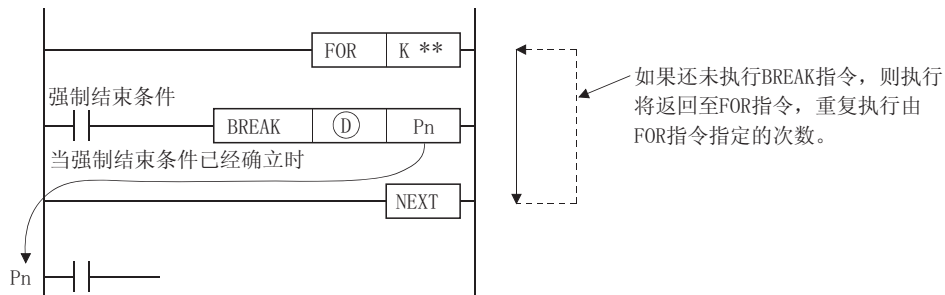 FOR K **
如果还未执行BREAK指令，则执行
将返回至FOR指令，重复执行由
FOR指令指定的次数。
强制结束条件
BREAK Ⓓ Pn
当强制结束条件已经确立时
NEXT
Pn